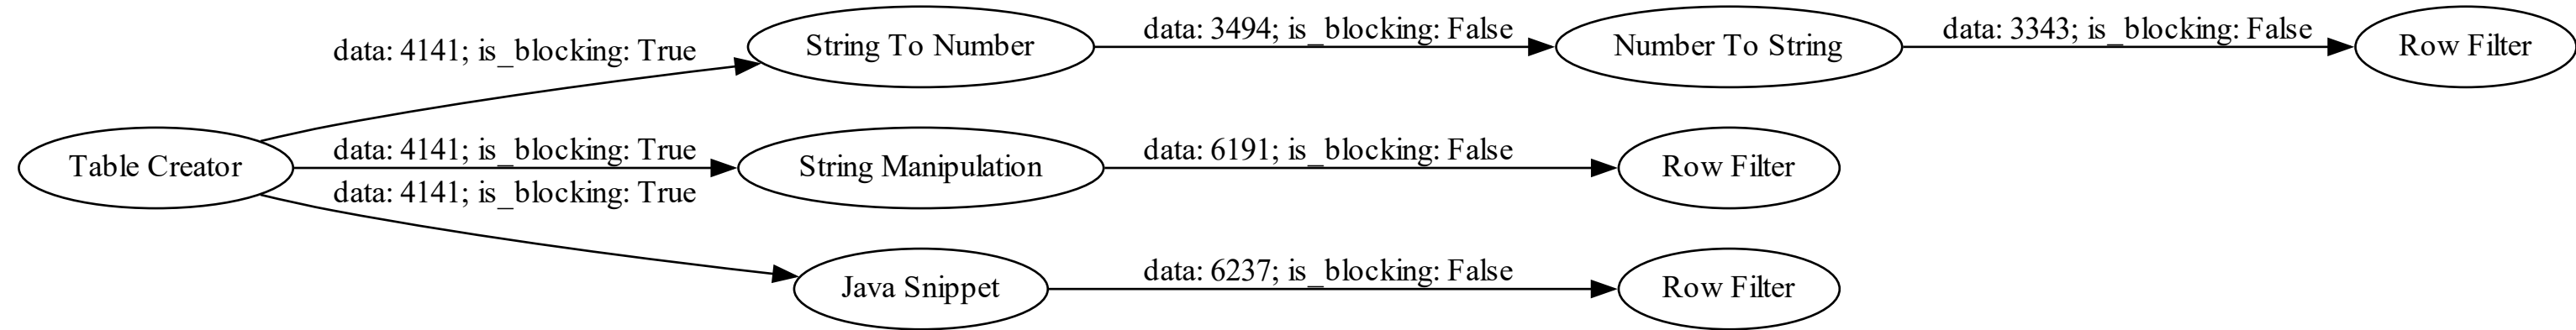 data: 4141; is_blocking: True
String To Number
data: 3494; is_blocking: False
Number To String
data: 3343; is_blocking: False
Row Filter
Table Creator
data: 4141; is_blocking: True
String Manipulation
data: 6191; is_blocking: False
Row Filter
data: 4141; is_blocking: True
Java Snippet
data: 6237; is_blocking: False
Row Filter